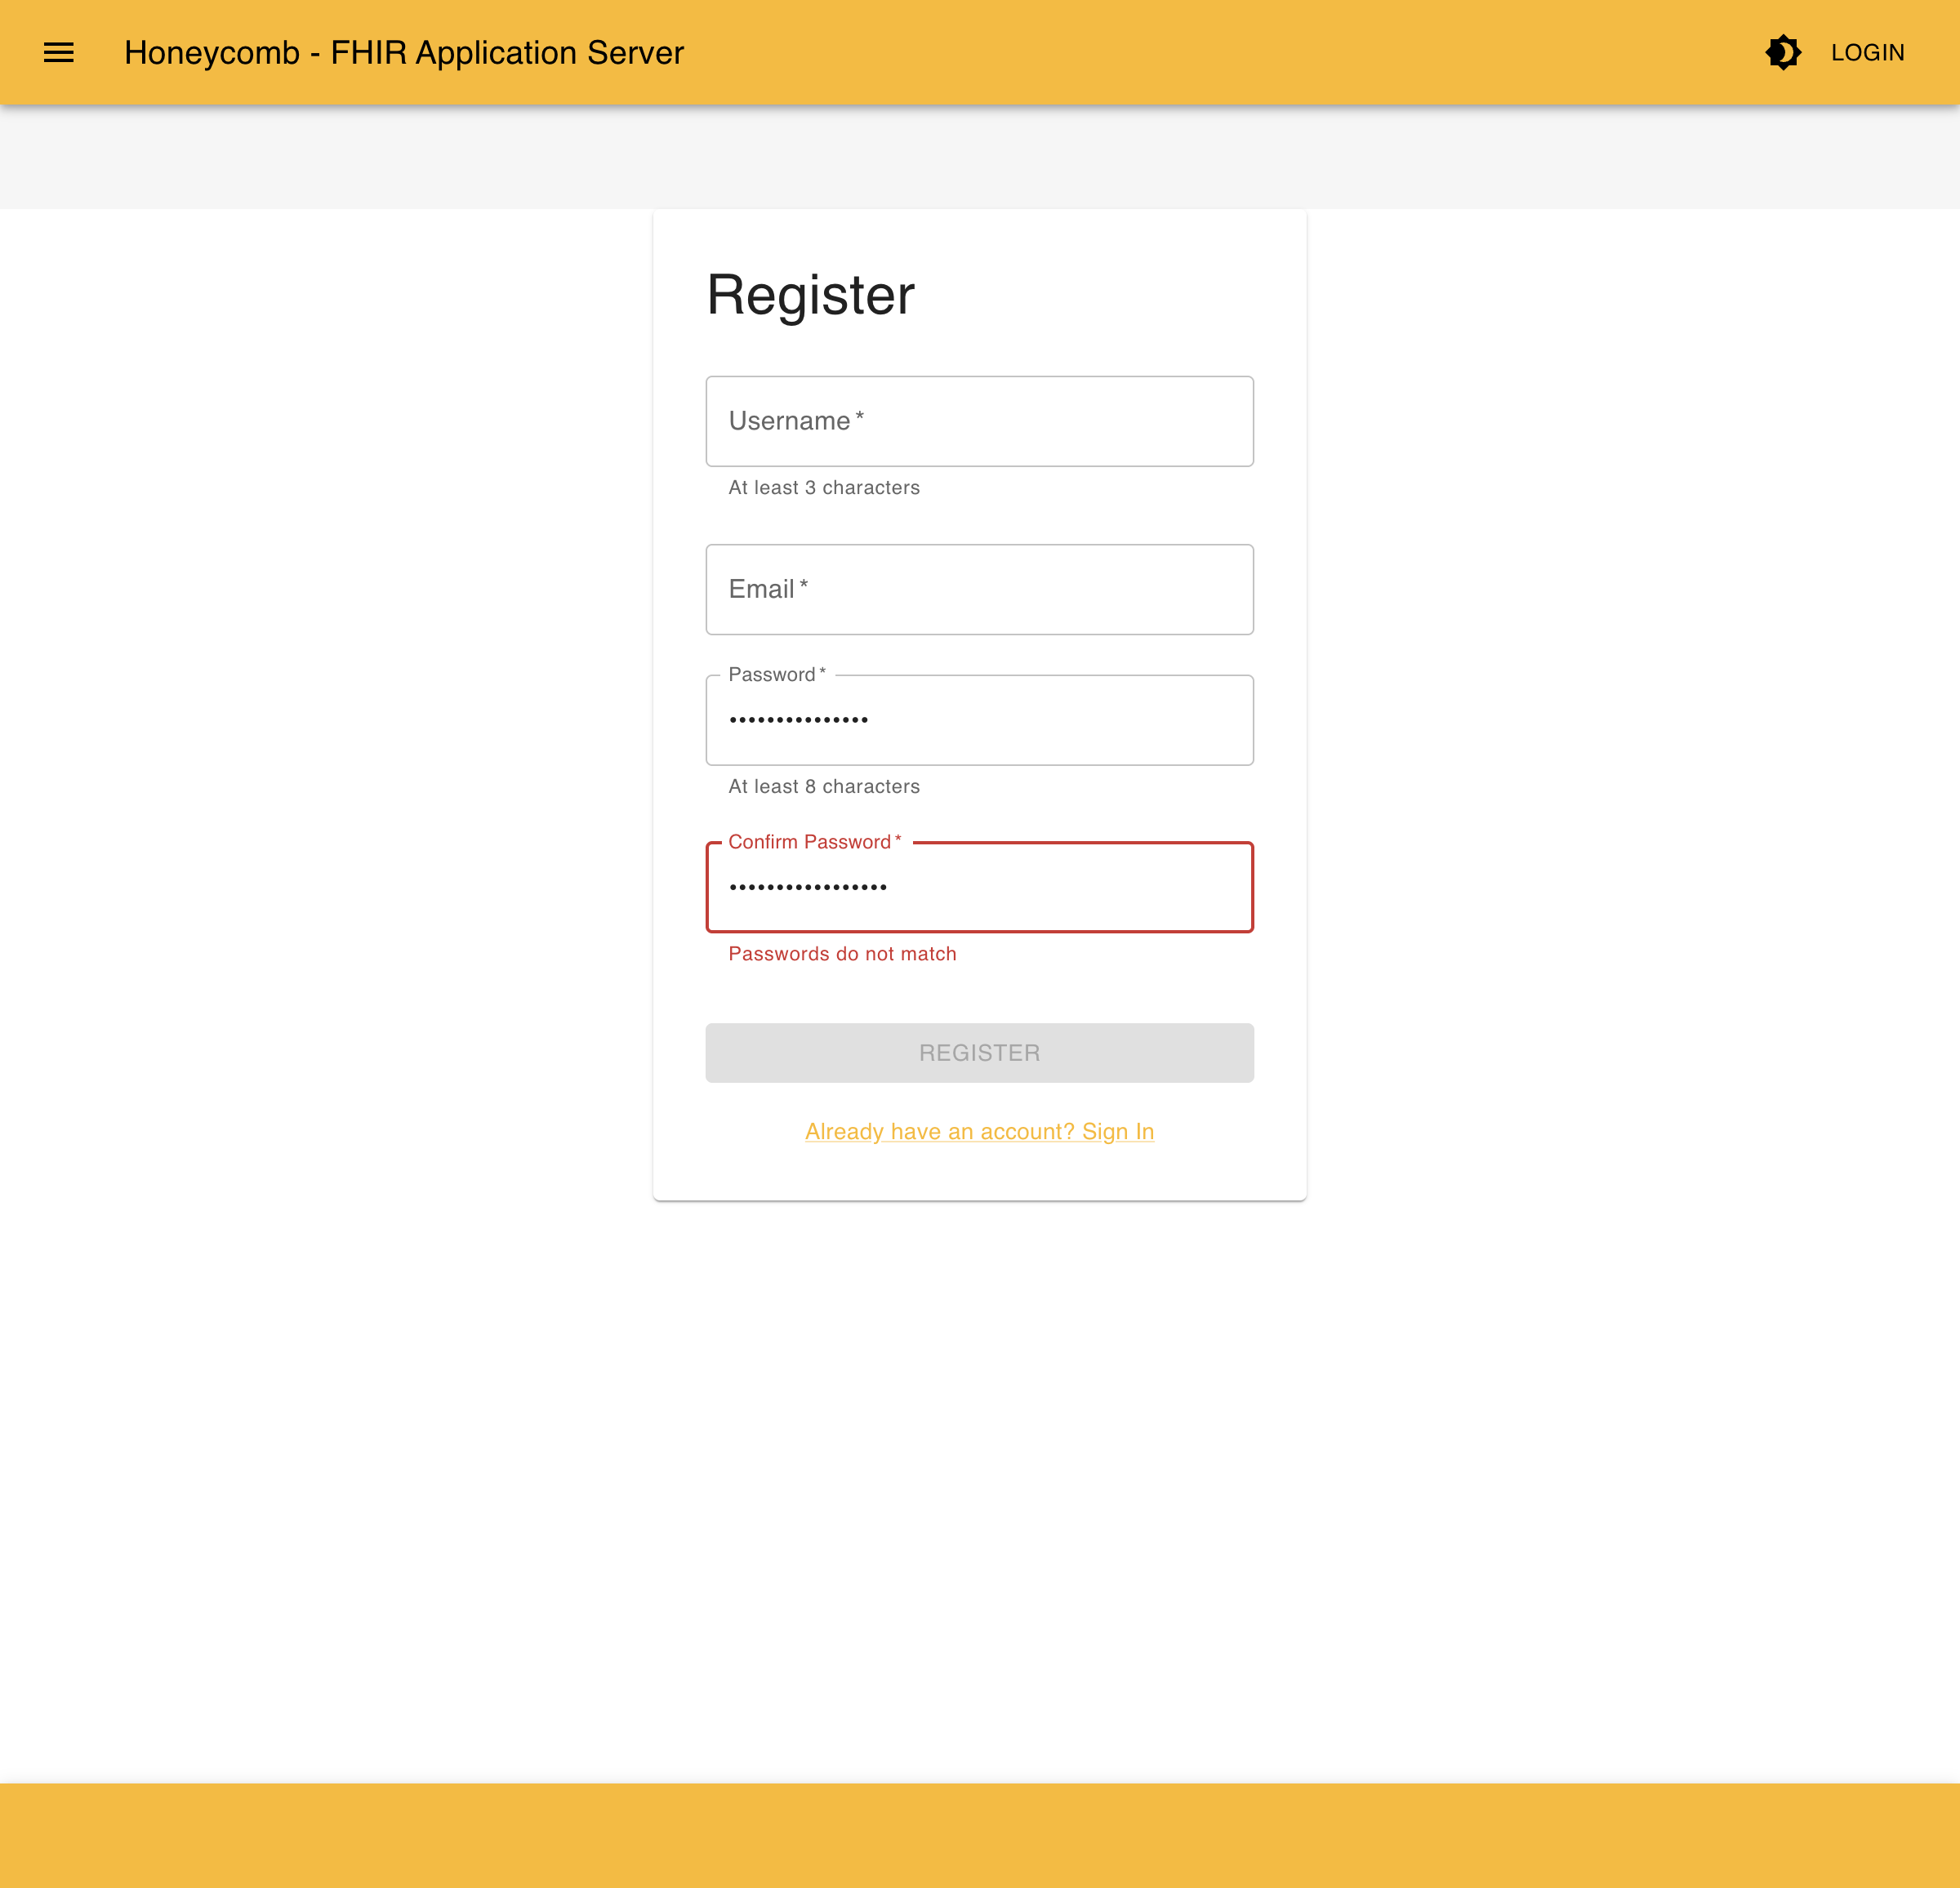 Honeycomb - FHIR Application Server
LOGIN
Register
Username *
At least 3 characters
Email *
Password *
•••••••••••••••
At least 8 characters
Confirm Password *
•••••••••••••••••
Passwords do not match
REGISTER
Already have an account? Sign In